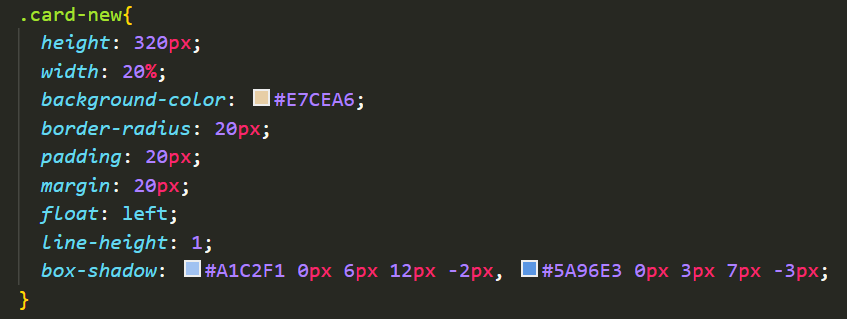 .card-new{
height: 320px;
width: 20%;
background-color: #E7CEA6;
border-radius: 20px;
padding: 20px;
margin: 20px;
float: left;
line-height: 1;
box-shadow: #A1C2F1 0px 6px 12px -2px, #5A96E3 0px 3px 7px -3px;
}